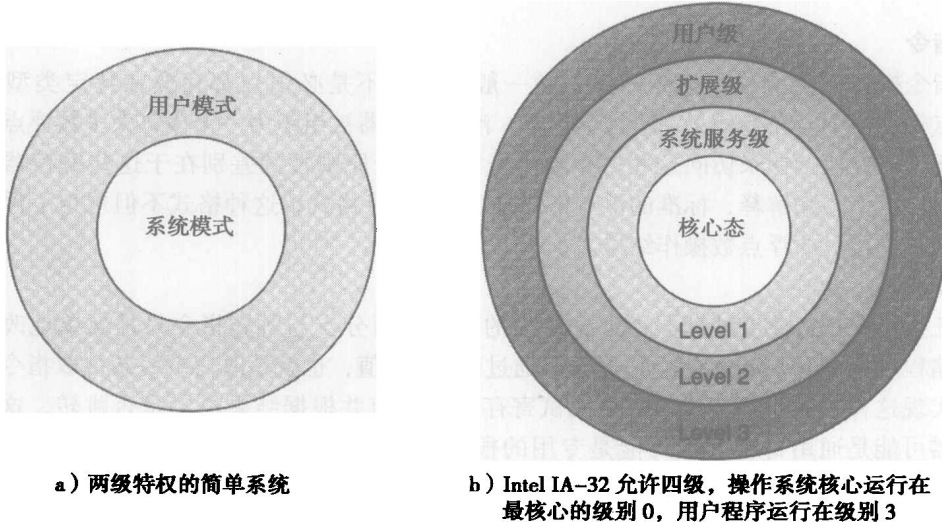 用户模式
系统模式
用户级
扩展级
系统服务级
核心态
Level 1
Level 2
Level 3
a）两级特权的简单系统
b）Intel IA-32 允许四级，操作系统核心运行在
最核心的级别 0，用户程序运行在级别 3